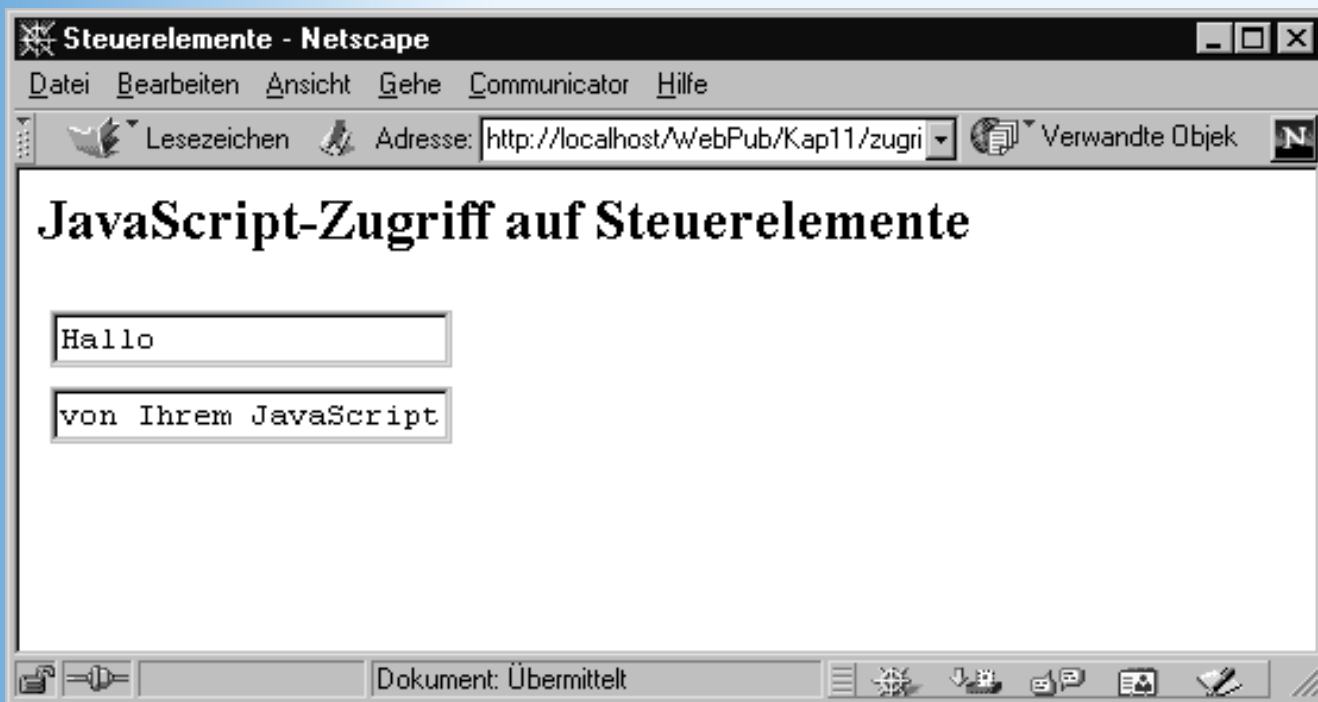 Steuerelemente - Netscape
Datei Bearbeiten Ansicht Gehe Communicator Hilfe
Lesezeichen Adresse: http://localhost/WebPub/Kap11/zugri Verwandte Objek N
JavaScript-Zugriff auf Steuerelemente
Hallo
von Ihrem JavaScript
Dokument: Übermittelt